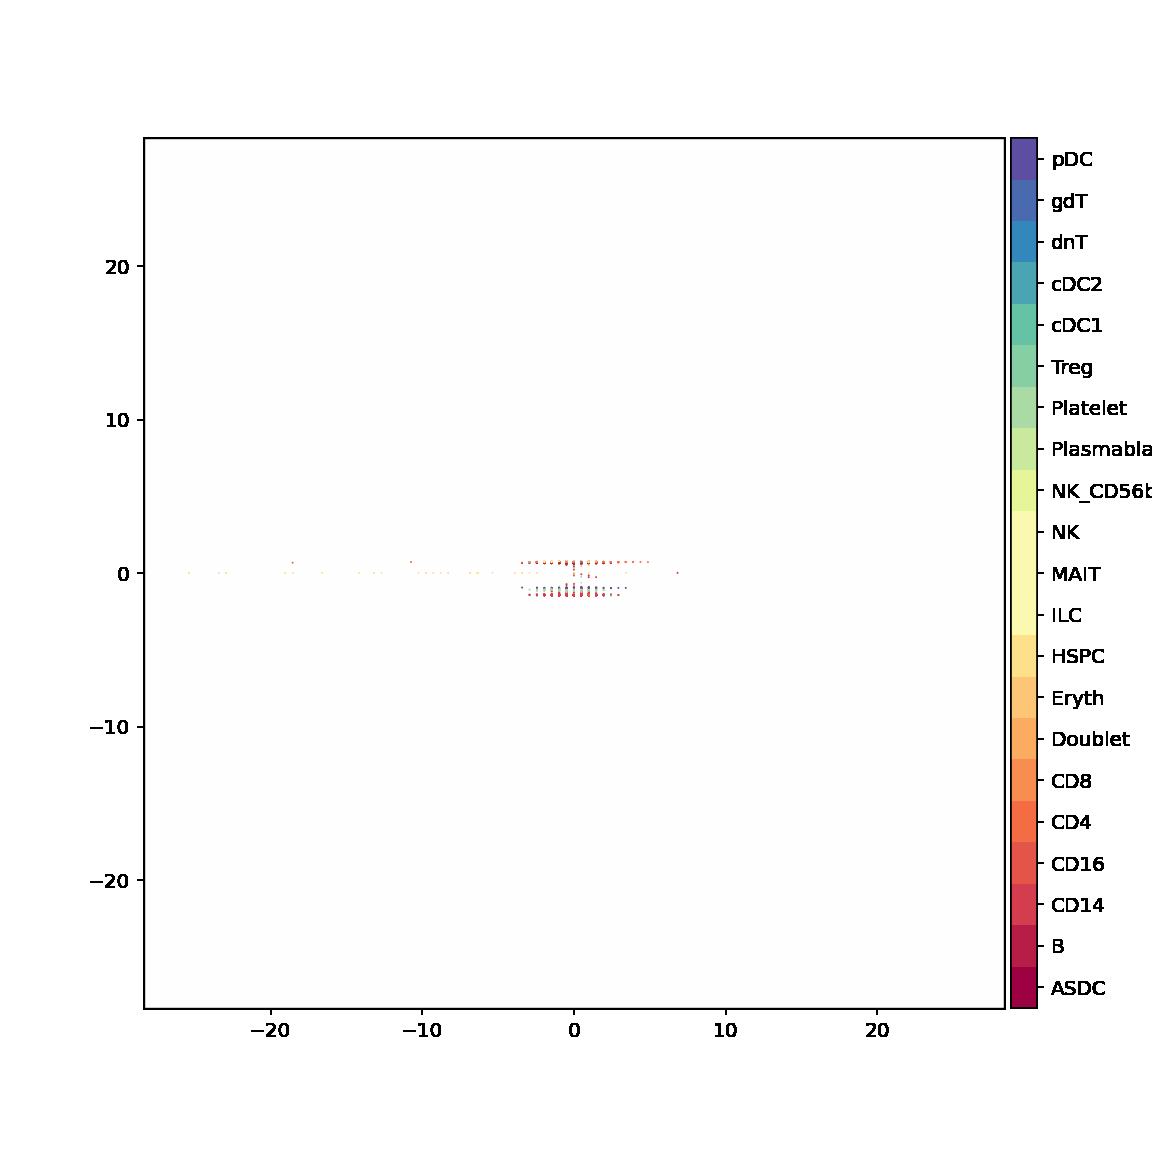 20
10
0
−10
−20
−20
−10
0
10
20
pDC
gdT
dnT
cDC2
cDC1
Treg
Platelet
Plasmabla
NK_CD56b
NK
MAIT
ILC
HSPC
Eryth
Doublet
CD8
CD4
CD16
CD14
B
ASDC